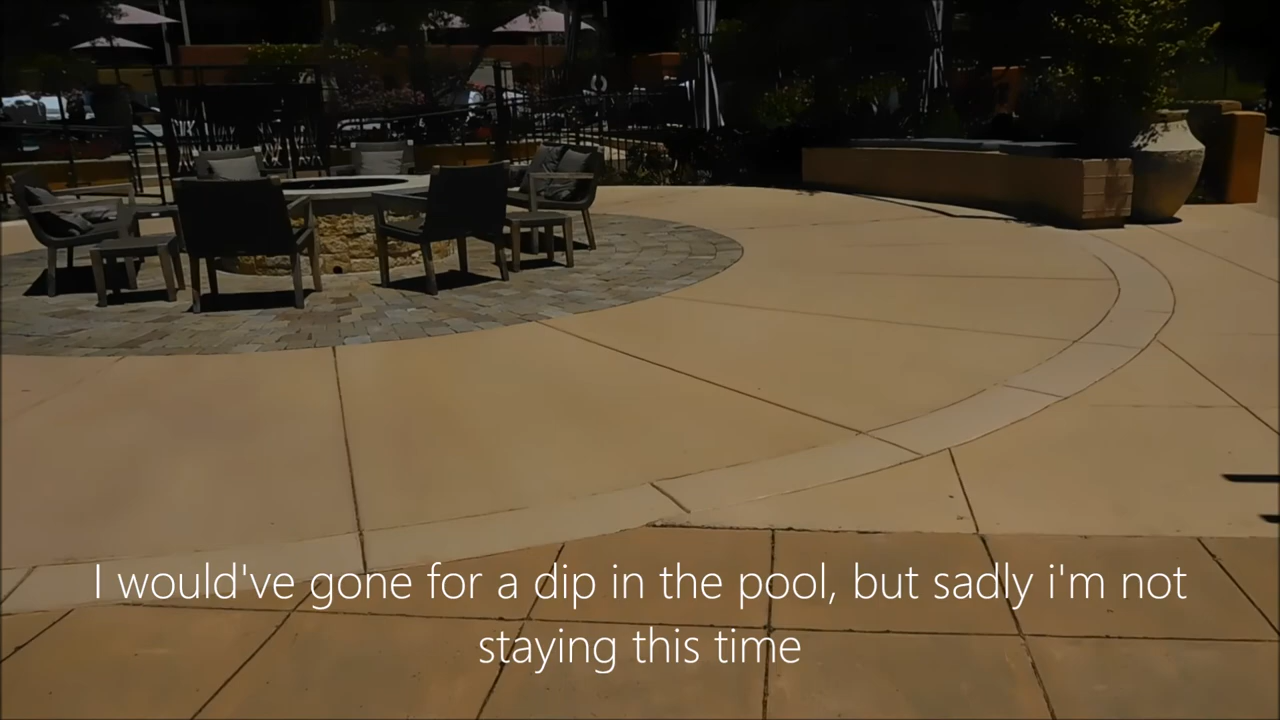 I would've gone for a dip in the pool, but sadly i'm not
staying this time